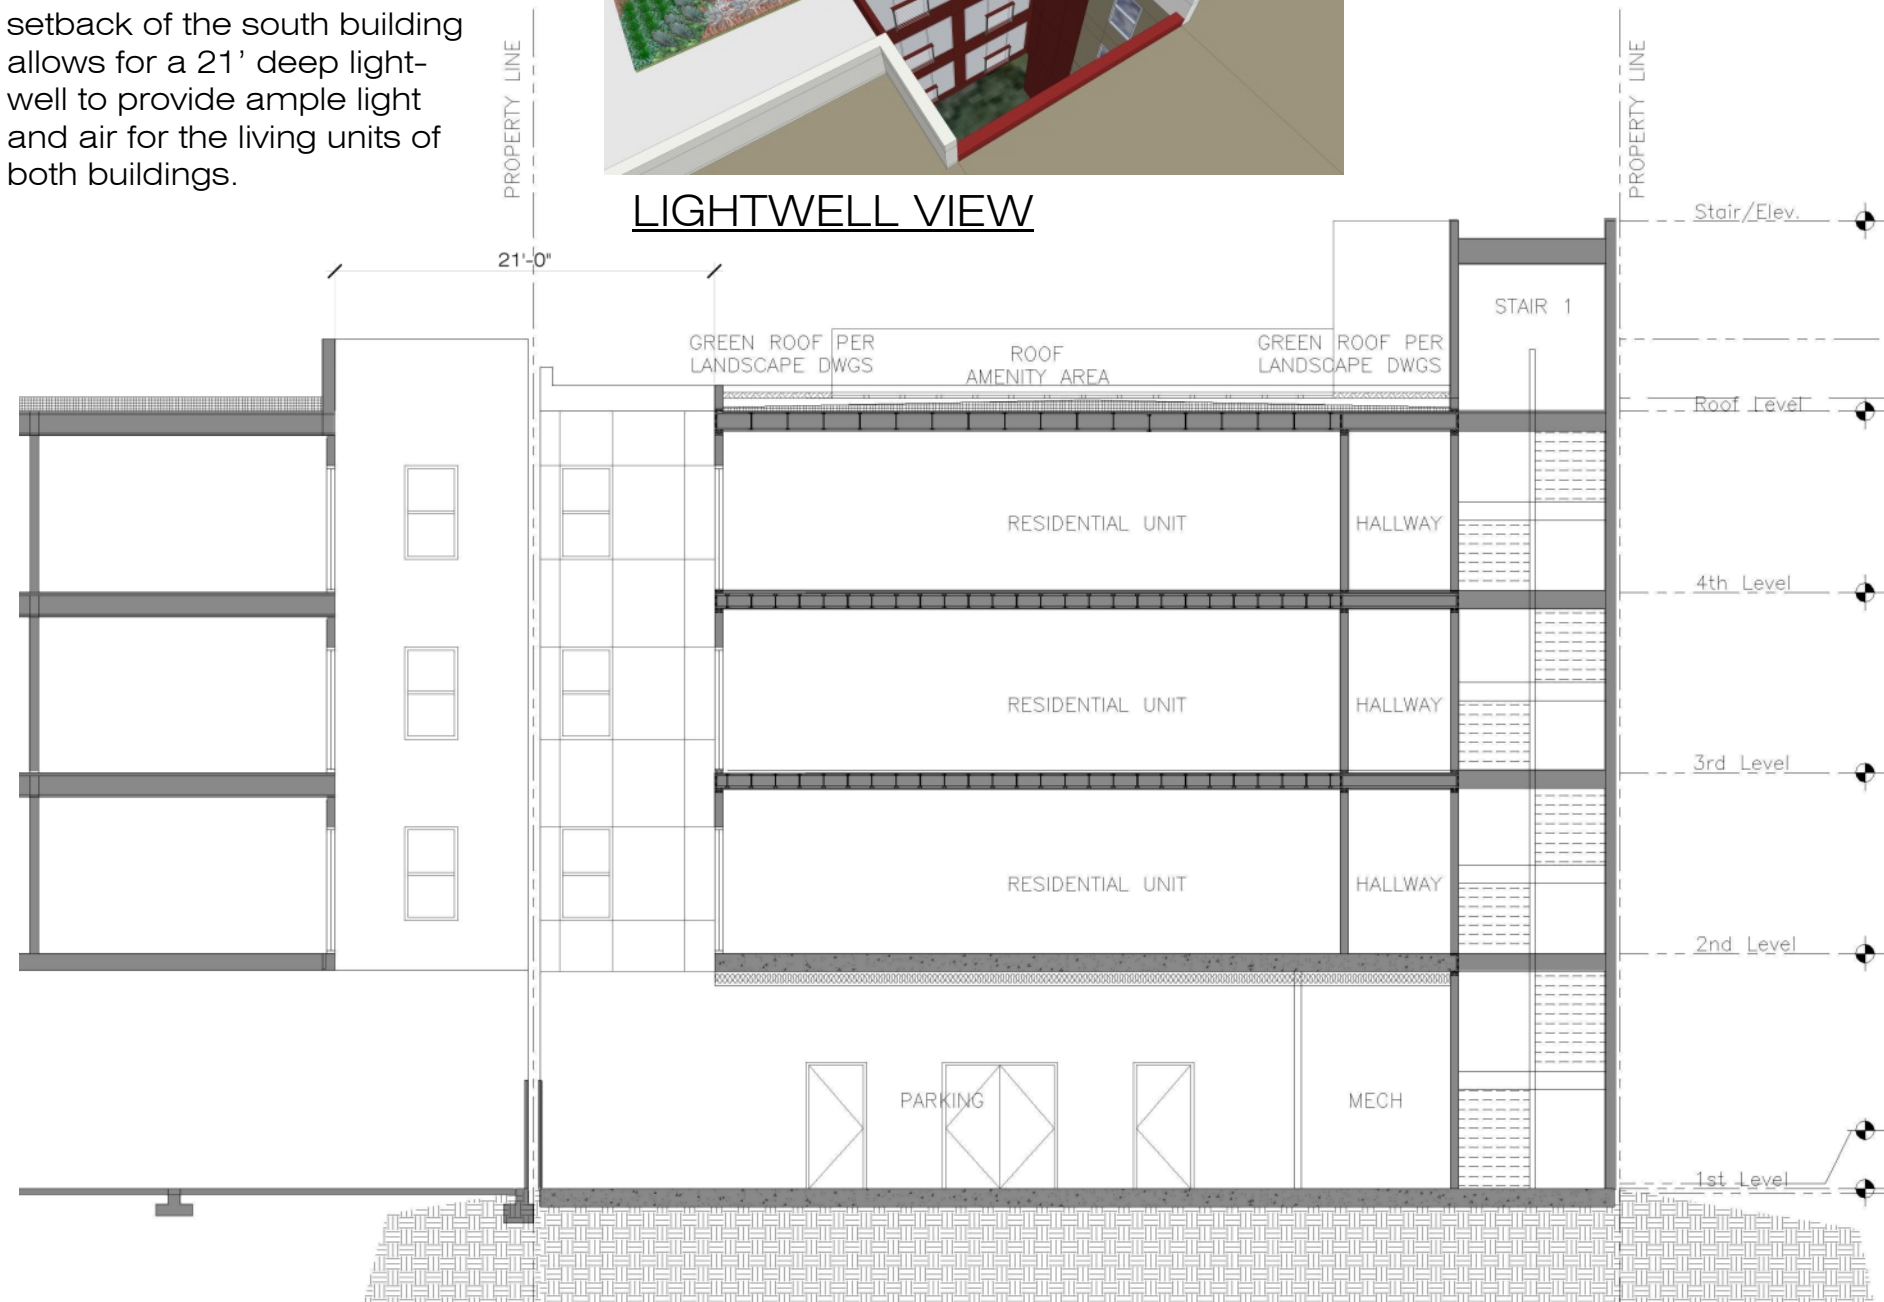 setback of the south building
allows for a 21' deep light-
well to provide ample light
and air for the living units of
both buildings.
PROPERTY LINE
PROPERTY LINE
LIGHTWELL VIEW
Stair/Elev.
21'-0"
STAIR 1
GREEN ROOF PER
LANDSCAPE DWGS
ROOF
AMENITY AREA
GREEN ROOF PER
LANDSCAPE DWGS
Roof Level
RESIDENTIAL UNIT
HALLWAY
4th Level
RESIDENTIAL UNIT
HALLWAY
3rd Level
RESIDENTIAL UNIT
HALLWAY
2nd Level
PARKING
MECH
1st Level